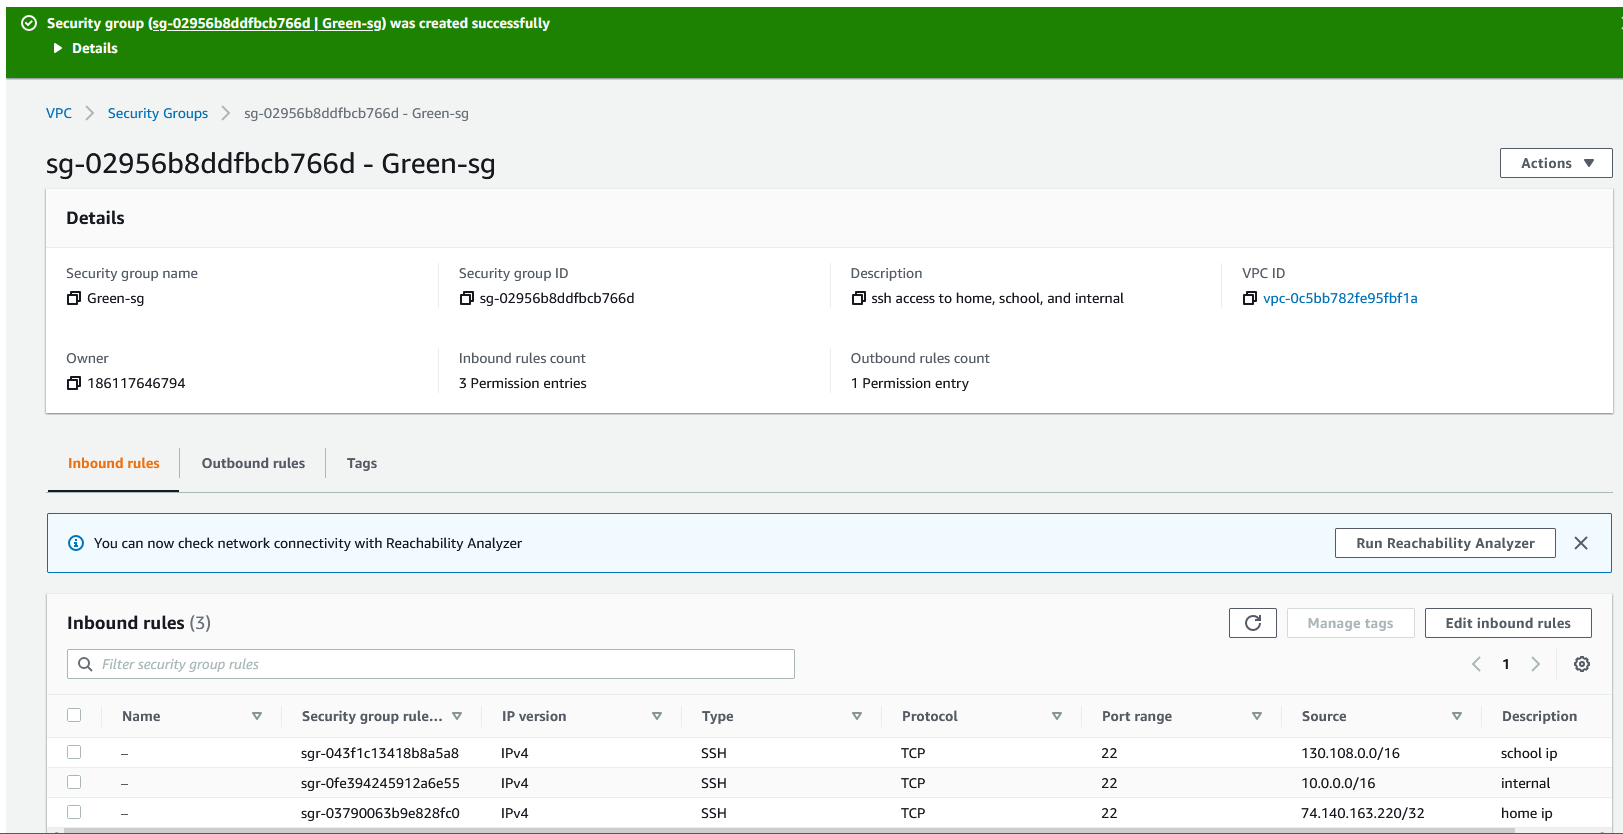 Security group (sg-02956b8ddfbcb766d | Green-sg) was created successfully
Details
VPC Security Groups sg-02956b8ddfbcb766d - Green-sg
sg-02956b8ddfbcb766d - Green-sg
Actions
Details
Security group name Security group ID Description VPC ID
Green-sg sg-02956b8ddfbcb766d ssh access to home, school, and internal vpc-0c5bb782fe95fbf1a
Owner Inbound rules count Outbound rules count
186117646794 3 Permission entries 1 Permission entry
Inbound rules Outbound rules Tags
You can now check network connectivity with Reachability Analyzer Run Reachability Analyzer
Inbound rules (3) Manage tags Edit inbound rules
Filter security group rules 1
Name Security group rule... IP version Type Protocol Port range Source Description
– sgr-043f1c13418b8a5a8 IPv4 SSH TCP 22 130.108.0.0/16 school ip
– sgr-0fe394245912a6e55 IPv4 SSH TCP 22 10.0.0.0/16 internal
– sgr-03790063b9e828fc0 IPv4 SSH TCP 22 74.140.163.220/32 home ip